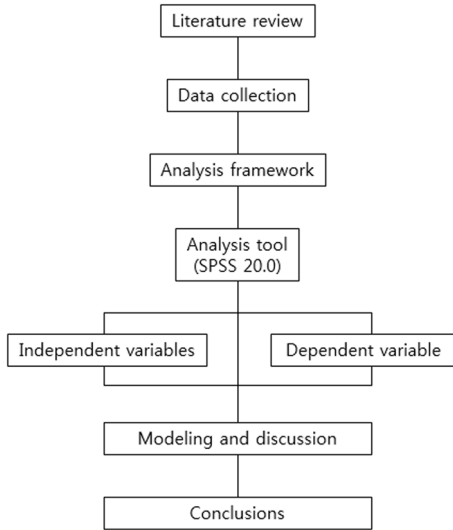 Literature review
Data collection
Analysis framework
Analysis tool
(SPSS 20.0)
Independent variables
Dependent variable
Modeling and discussion
Conclusions